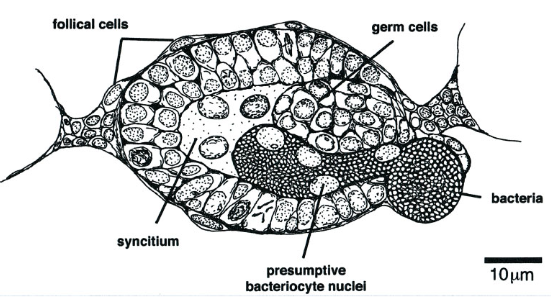 follical cells
germ cells
bacteria
syncitium
presumptive
bacteriocyte nuclei
10µm